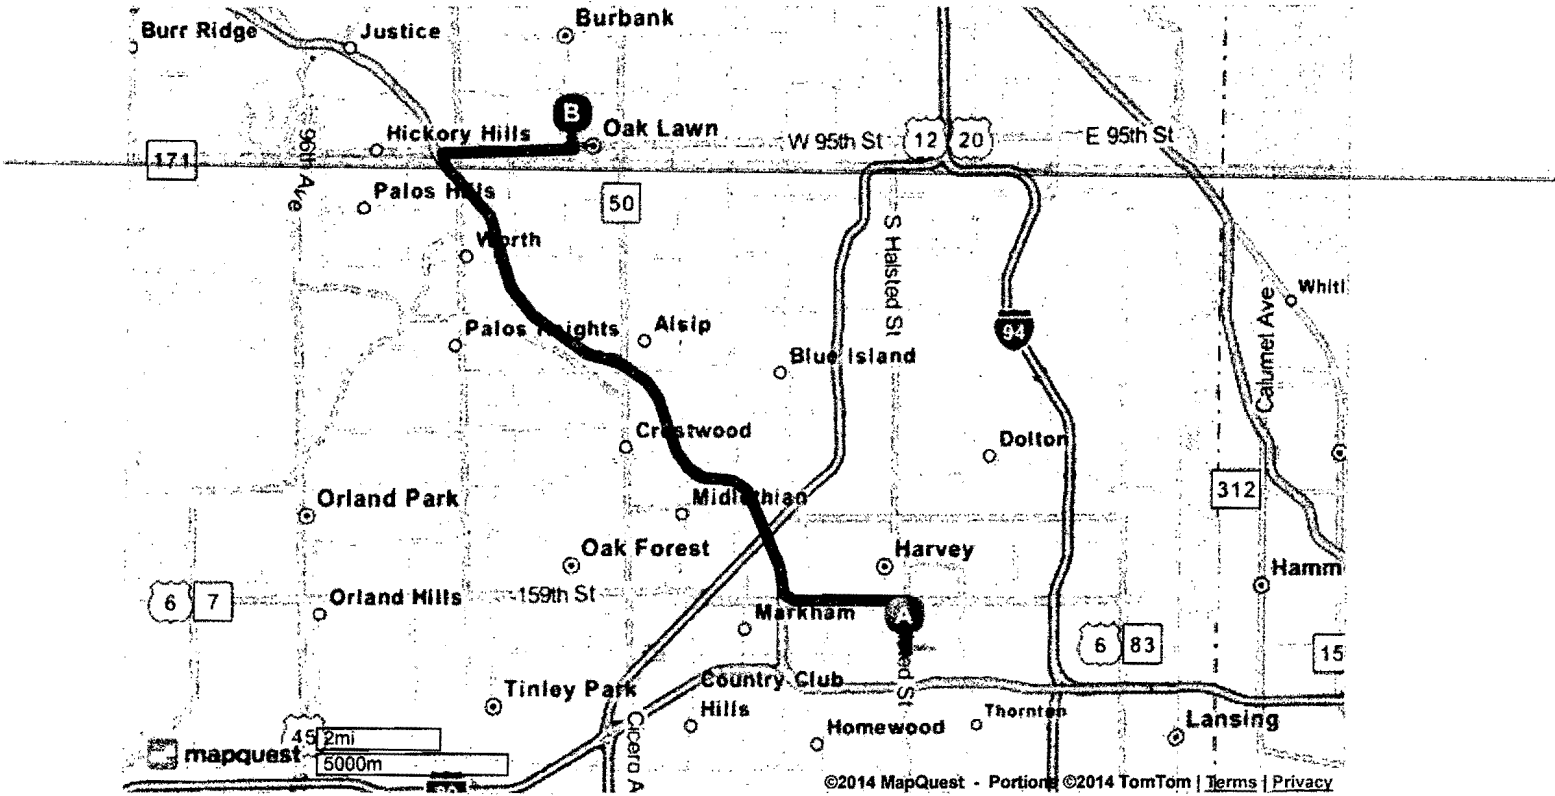 Burbank
Burr Ridge
Justice
B
Oak Lawn
Hickory Hills
W 95th St
12
20
E 95th St
171
96th Ave
Palos Hills
50
Worth
S Halsted St
Calumet Ave
Whiti
94
Palos Heights
Alsip
Blue Island
Crestwood
Dolton
312
Orland Park
Midlothian
Oak Forest
Harvey
Hamm
6
7
Orland Hills
159th St
Markham
A
6
83
15
Tinley Park
Country Club
Hills
ed St
Thornton
Lansing
Homewood
Cicero A
45
2mi
mapquest
5000m
©2014 MapQuest - Portions ©2014 TomTom | Terms | Privacy